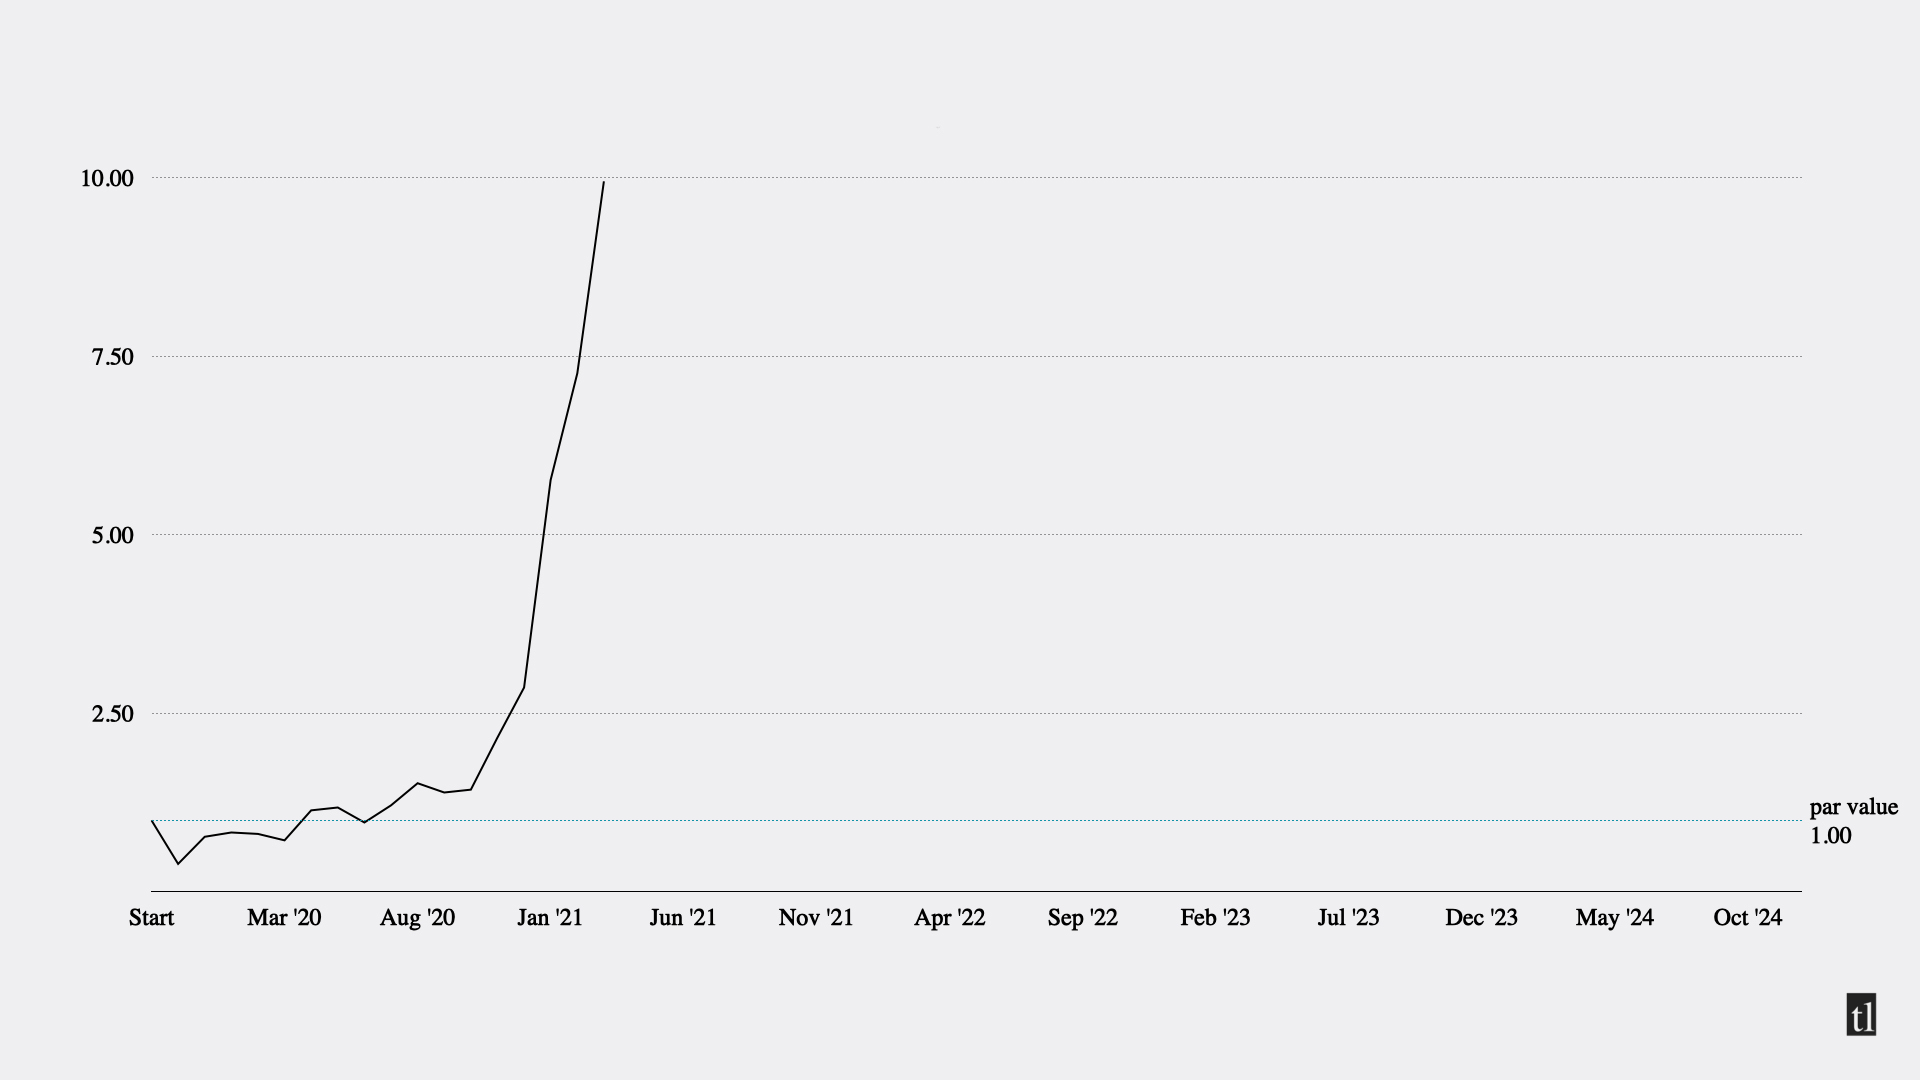 10.00
7.50
5.00
2.50
par value
1.00
Start Mar '20 Aug '20 Jan '21 Jun '21 Nov '21 Apr '22 Sep '22 Feb '23 Jul '23 Dec '23 May '24 Oct '24
tl